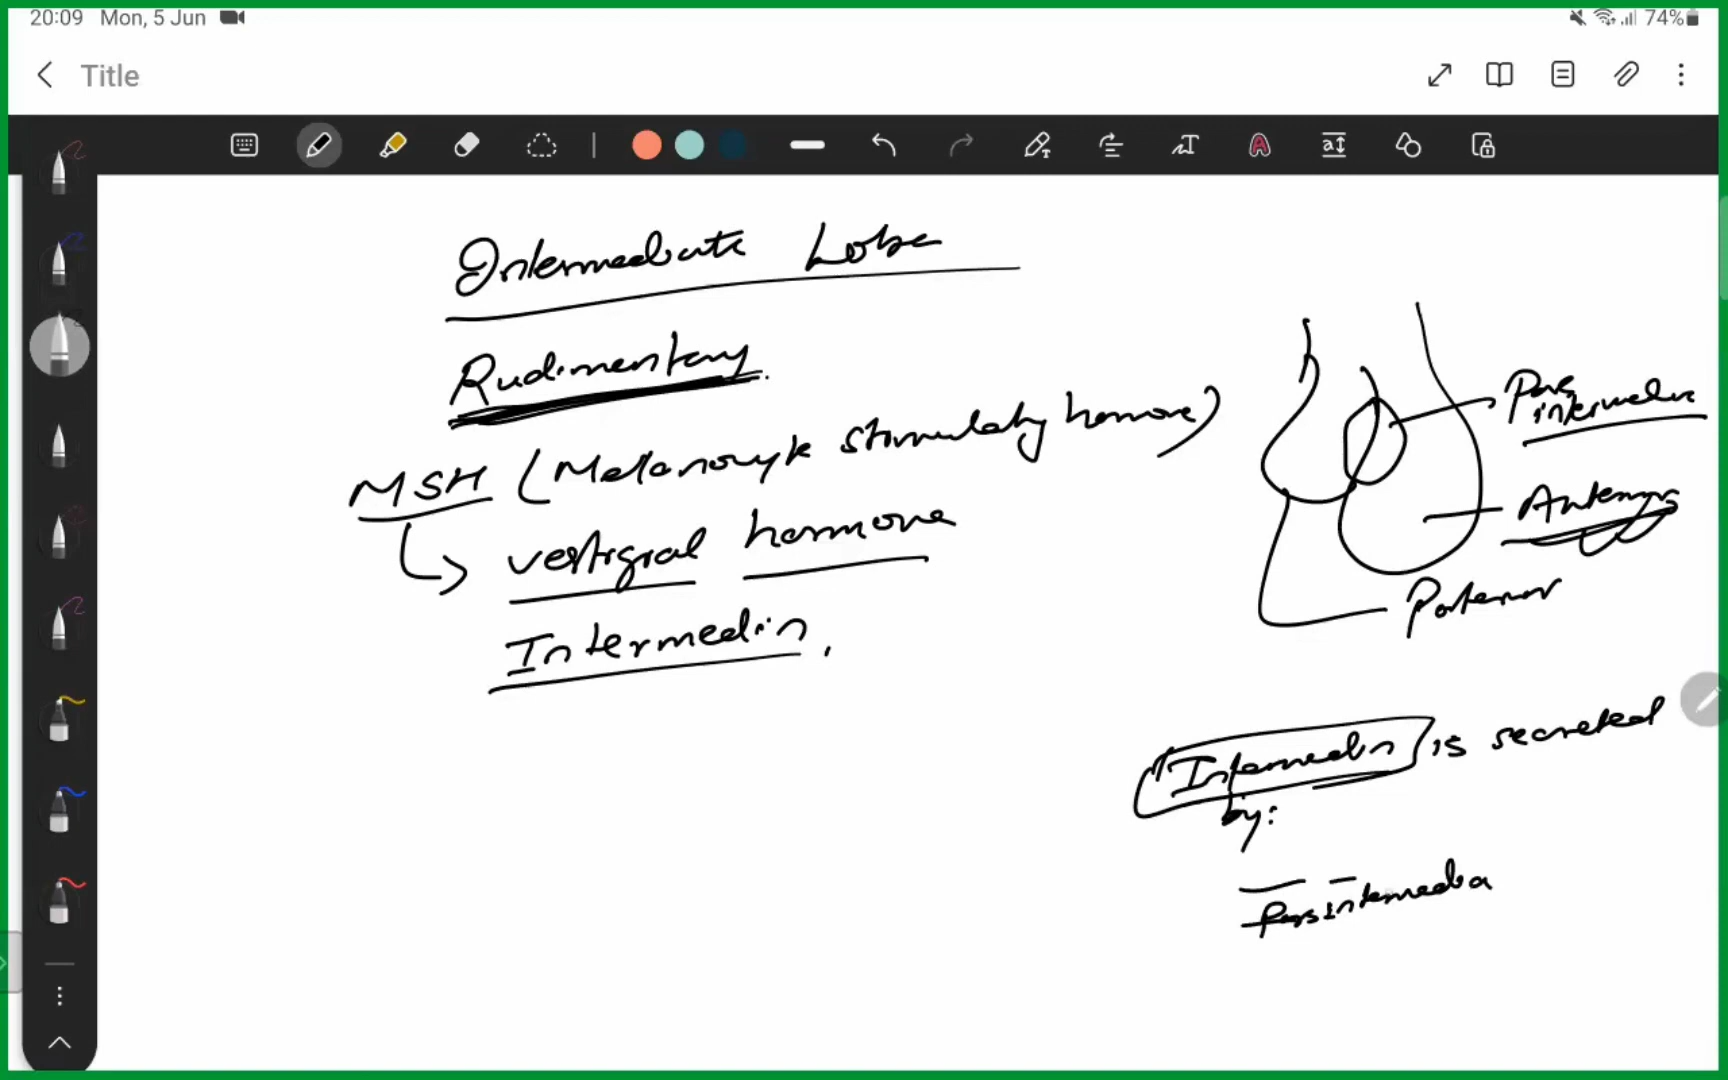 20:09 Mon, 5 Jun
74%
Title
Intermediate Lobe
Rudimentary.
MSH (Melanocyte stimulatory hormone)
vestigial hormone
Intermedin,
Pars
intermedia
Anterior
Posterior
Intermedin is secreted
by:
Pars intermedia